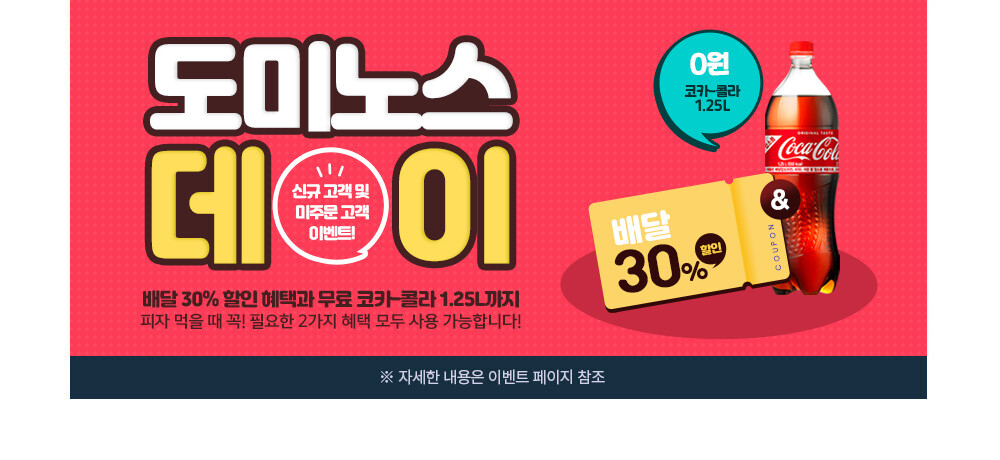 도미노스
데이
신규 고객 및
미주문 고객
이벤트!
배달 30% 할인 혜택과 무료 코카-콜라 1.25L까지
피자 먹을 때 꼭! 필요한 2가지 혜택 모두 사용 가능합니다!
0원
코카-콜라
1.25L
배달
30% 할인
COUPON
&
ORIGINAL TASTE
Coca-Cola
※ 자세한 내용은 이벤트 페이지 참조